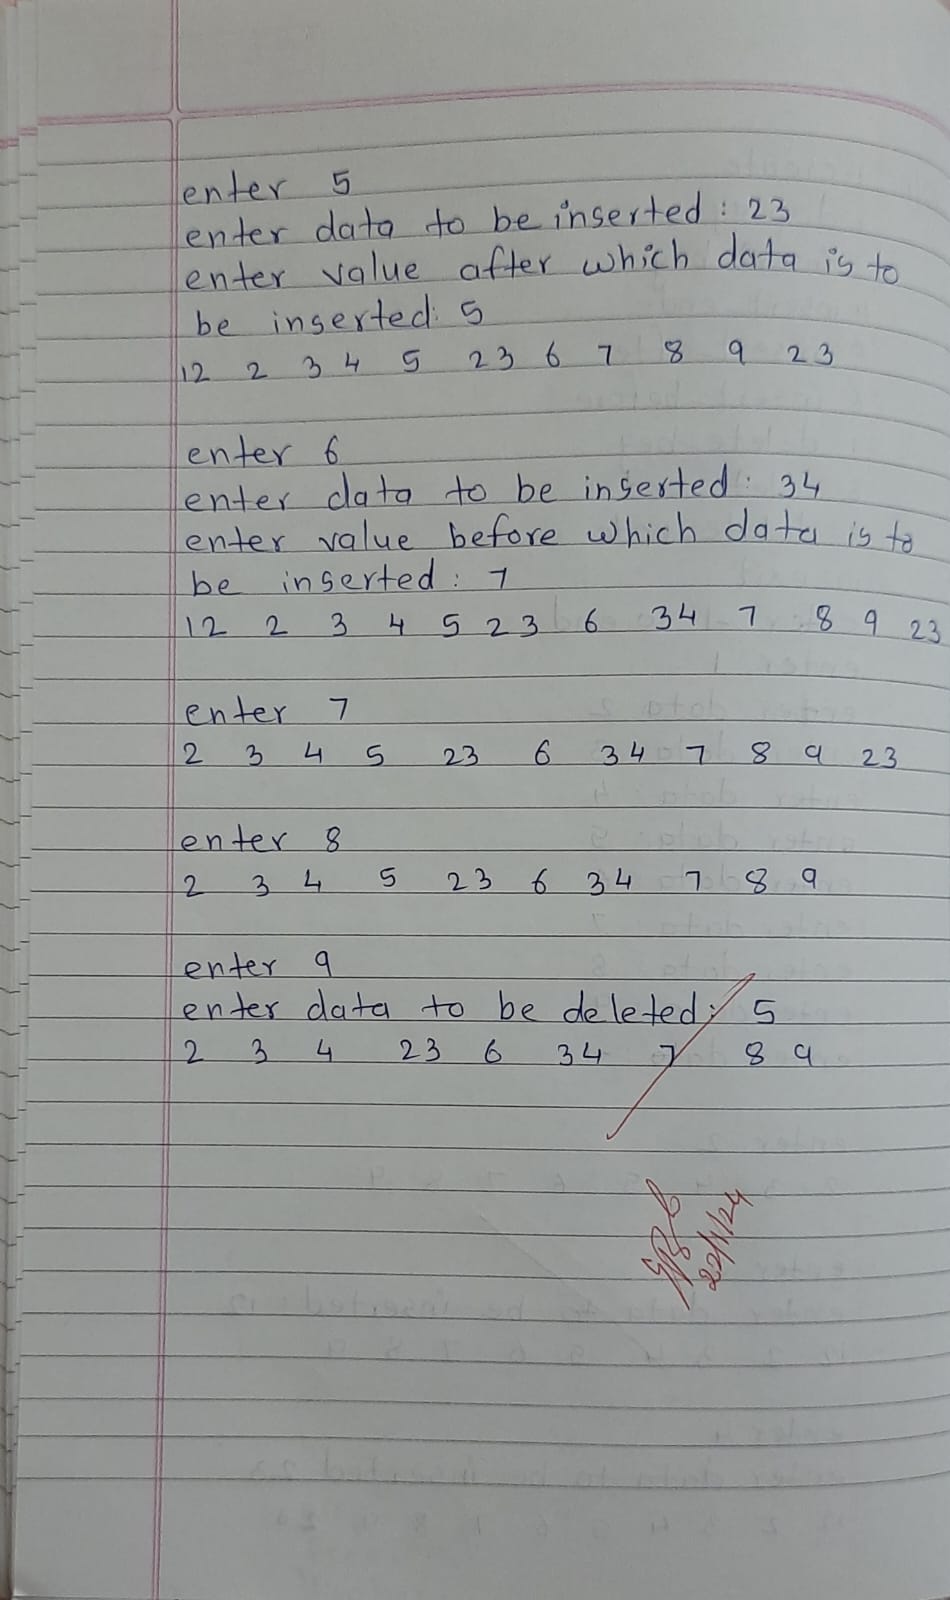 enter 5
enter data to be inserted : 23
enter value after which data is to
be inserted: 5
12 2 3 4 5 23 6 7 8 9 23
enter 6
enter data to be inserted : 34
enter value before which data is to
be inserted : 7
12 2 3 4 5 23 6 34 7 8 9 23
enter 7
2 3 4 5 23 6 34 7 8 9 23
enter 8
2 3 4 5 23 6 34 7 8 9
enter 9
enter data to be deleted: 5
2 3 4 23 6 34 7 8 9
22/1/24